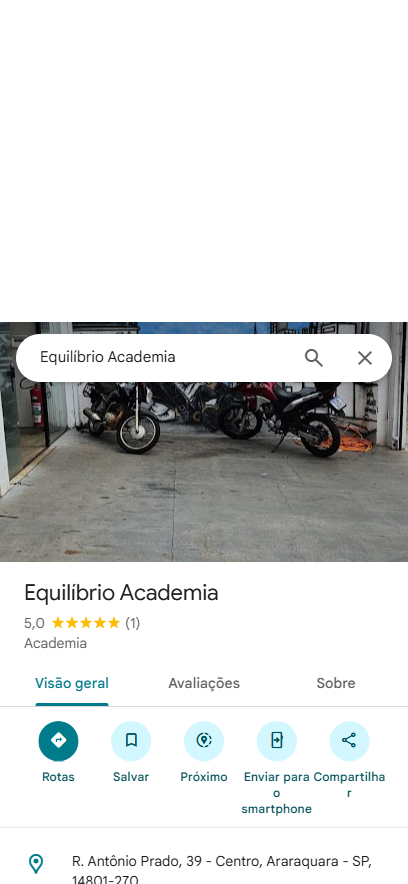 Equilíbrio Academia
Equilíbrio Academia
5,0 (1)
Academia
Visão geral Avaliações Sobre
Rotas Salvar Próximo Enviar para o smartphone Compartilhar
R. Antônio Prado, 39 - Centro, Araraquara - SP,
14801-270